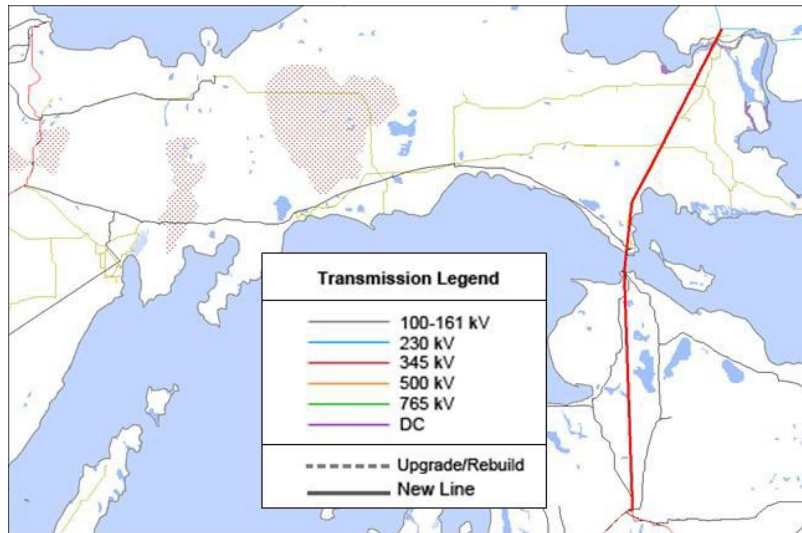 Transmission Legend
100-161 kV
230 kV
345 kV
500 kV
765 kV
DC
Upgrade/Rebuild
New Line